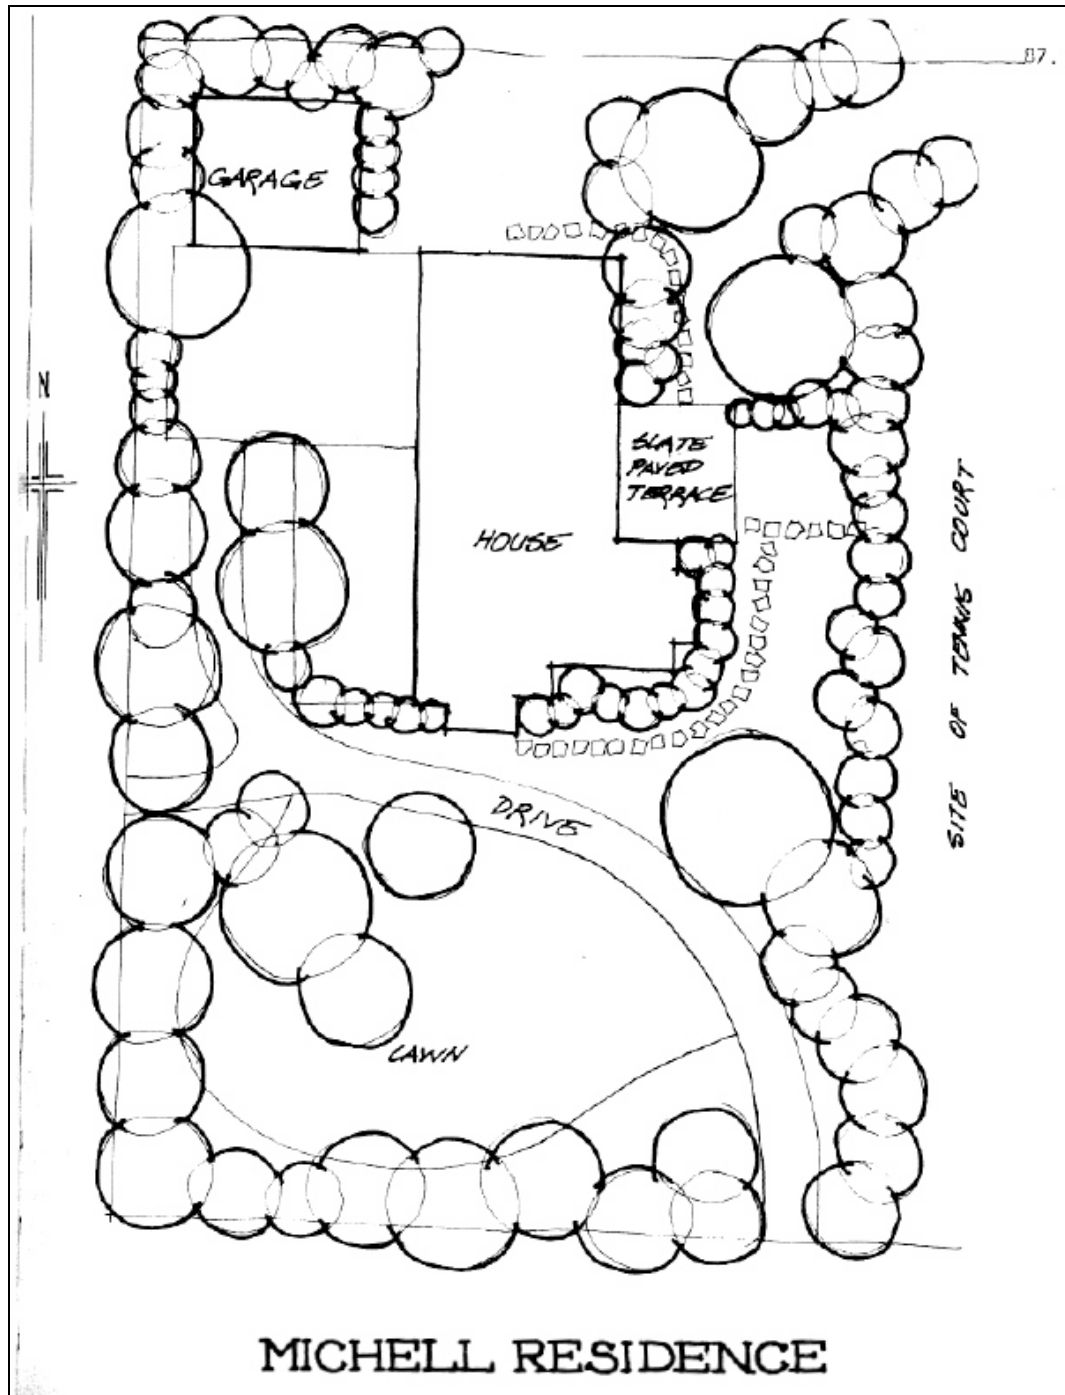 87.
GARAGE
N
SLATE
PAVED
TERRACE
HOUSE
SITE OF TENNIS COURT
DRIVE
LAWN
MICHELL RESIDENCE